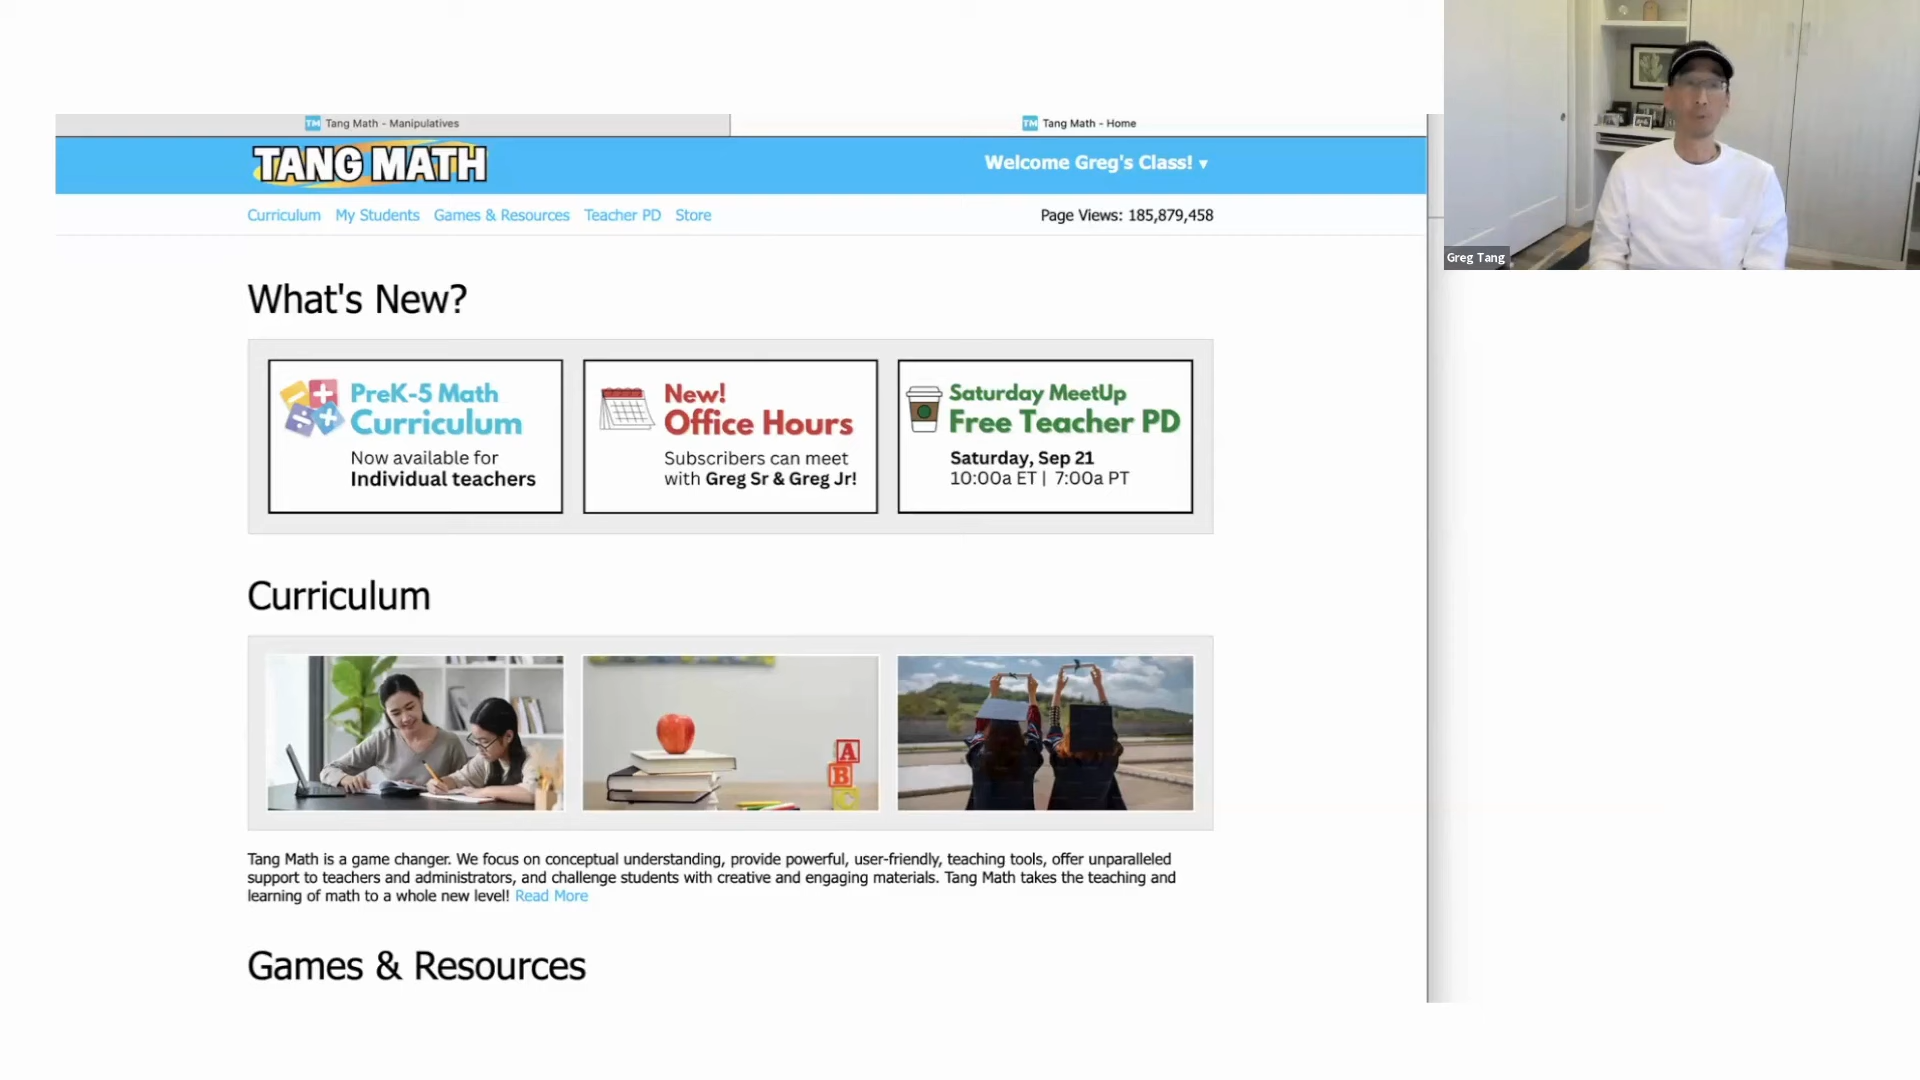 Tang Math - Manipulatives
Tang Math - Home
TANG MATH
Welcome Greg's Class! ▾
Curriculum My Students Games & Resources Teacher PD Store
Page Views: 185,879,458
Greg Tang
What's New?
PreK-5 Math
Curriculum
Now available for
Individual teachers
New!
Office Hours
Subscribers can meet
with Greg Sr & Greg Jr!
Saturday MeetUp
Free Teacher PD
Saturday, Sep 21
10:00a ET | 7:00a PT
Curriculum
A
B
Tang Math is a game changer. We focus on conceptual understanding, provide powerful, user-friendly, teaching tools, offer unparalleled
support to teachers and administrators, and challenge students with creative and engaging materials. Tang Math takes the teaching and
learning of math to a whole new level! Read More
Games & Resources